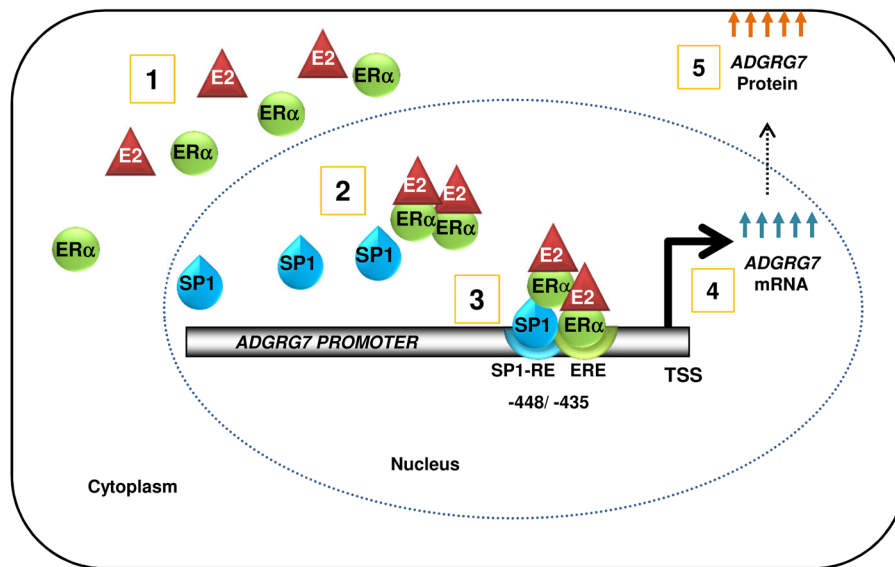 1
E2
E2
ERα
ERα
E2
ERα
ERα
5
ADGRG7
Protein
2
E2
E2
ERα
ERα
SP1
SP1
SP1
3
E2
ERα
E2
SP1
ERα
4
ADGRG7
mRNA
ADGRG7 PROMOTER
SP1-RE ERE
TSS
-448/ -435
Nucleus
Cytoplasm